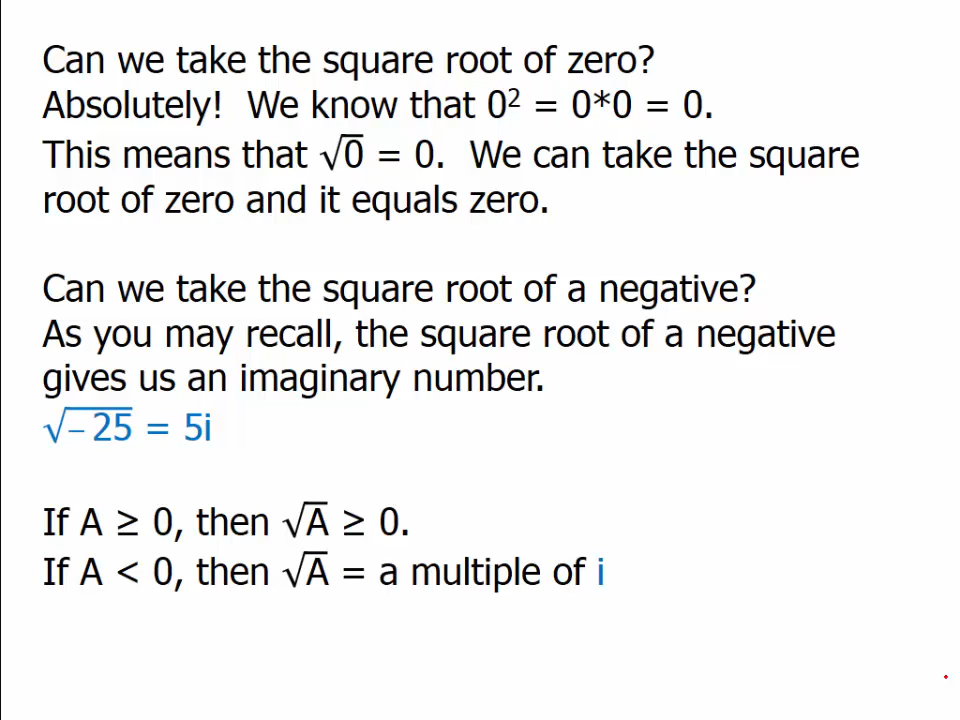 Can we take the square root of zero?
Absolutely!  We know that 0² = 0*0 = 0.
This means that √0 = 0.  We can take the square
root of zero and it equals zero.
Can we take the square root of a negative?
As you may recall, the square root of a negative
gives us an imaginary number.
√– 25 = 5i
If A ≥ 0, then √A ≥ 0.
If A < 0, then √A = a multiple of i